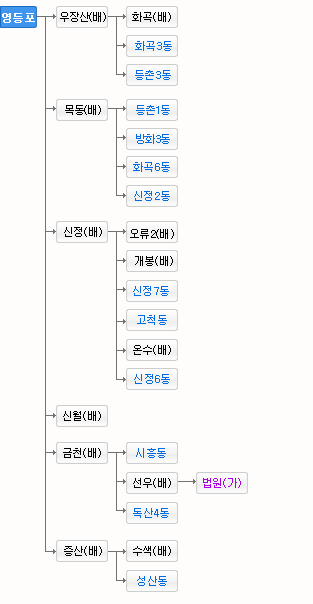 영등포
우장산(배)
화곡(배)
화곡3동
등촌3동
목동(배)
등촌1동
방화3동
화곡6동
신정2동
신정(배)
오류2(배)
개봉(배)
신정7동
고척동
온수(배)
신정6동
신월(배)
금천(배)
시흥동
선우(배)
법원(가)
독산4동
증산(배)
수색(배)
성산동